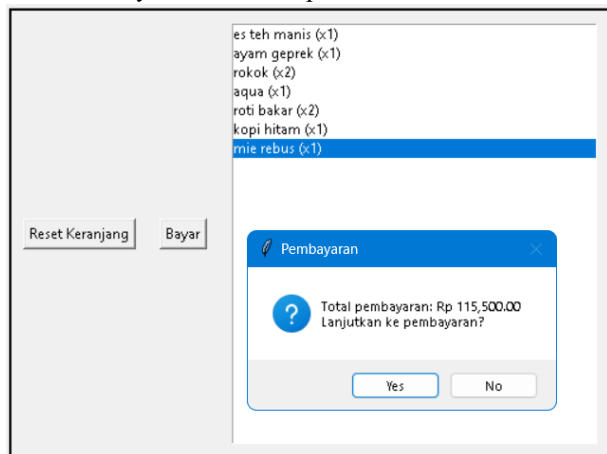 es teh manis (x1)
ayam geprek (x1)
rokok (x2)
aqua (x1)
roti bakar (x2)
kopi hitam (x1)
mie rebus (x1)
Reset Keranjang
Bayar
Pembayaran
Total pembayaran: Rp 115,500.00
Lanjutkan ke pembayaran?
Yes
No